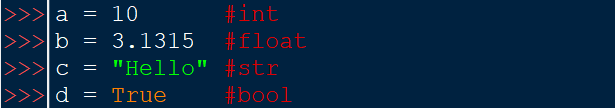 >>> a = 10      #int
>>> b = 3.1315  #float
>>> c = "Hello" #str
>>> d = True    #bool